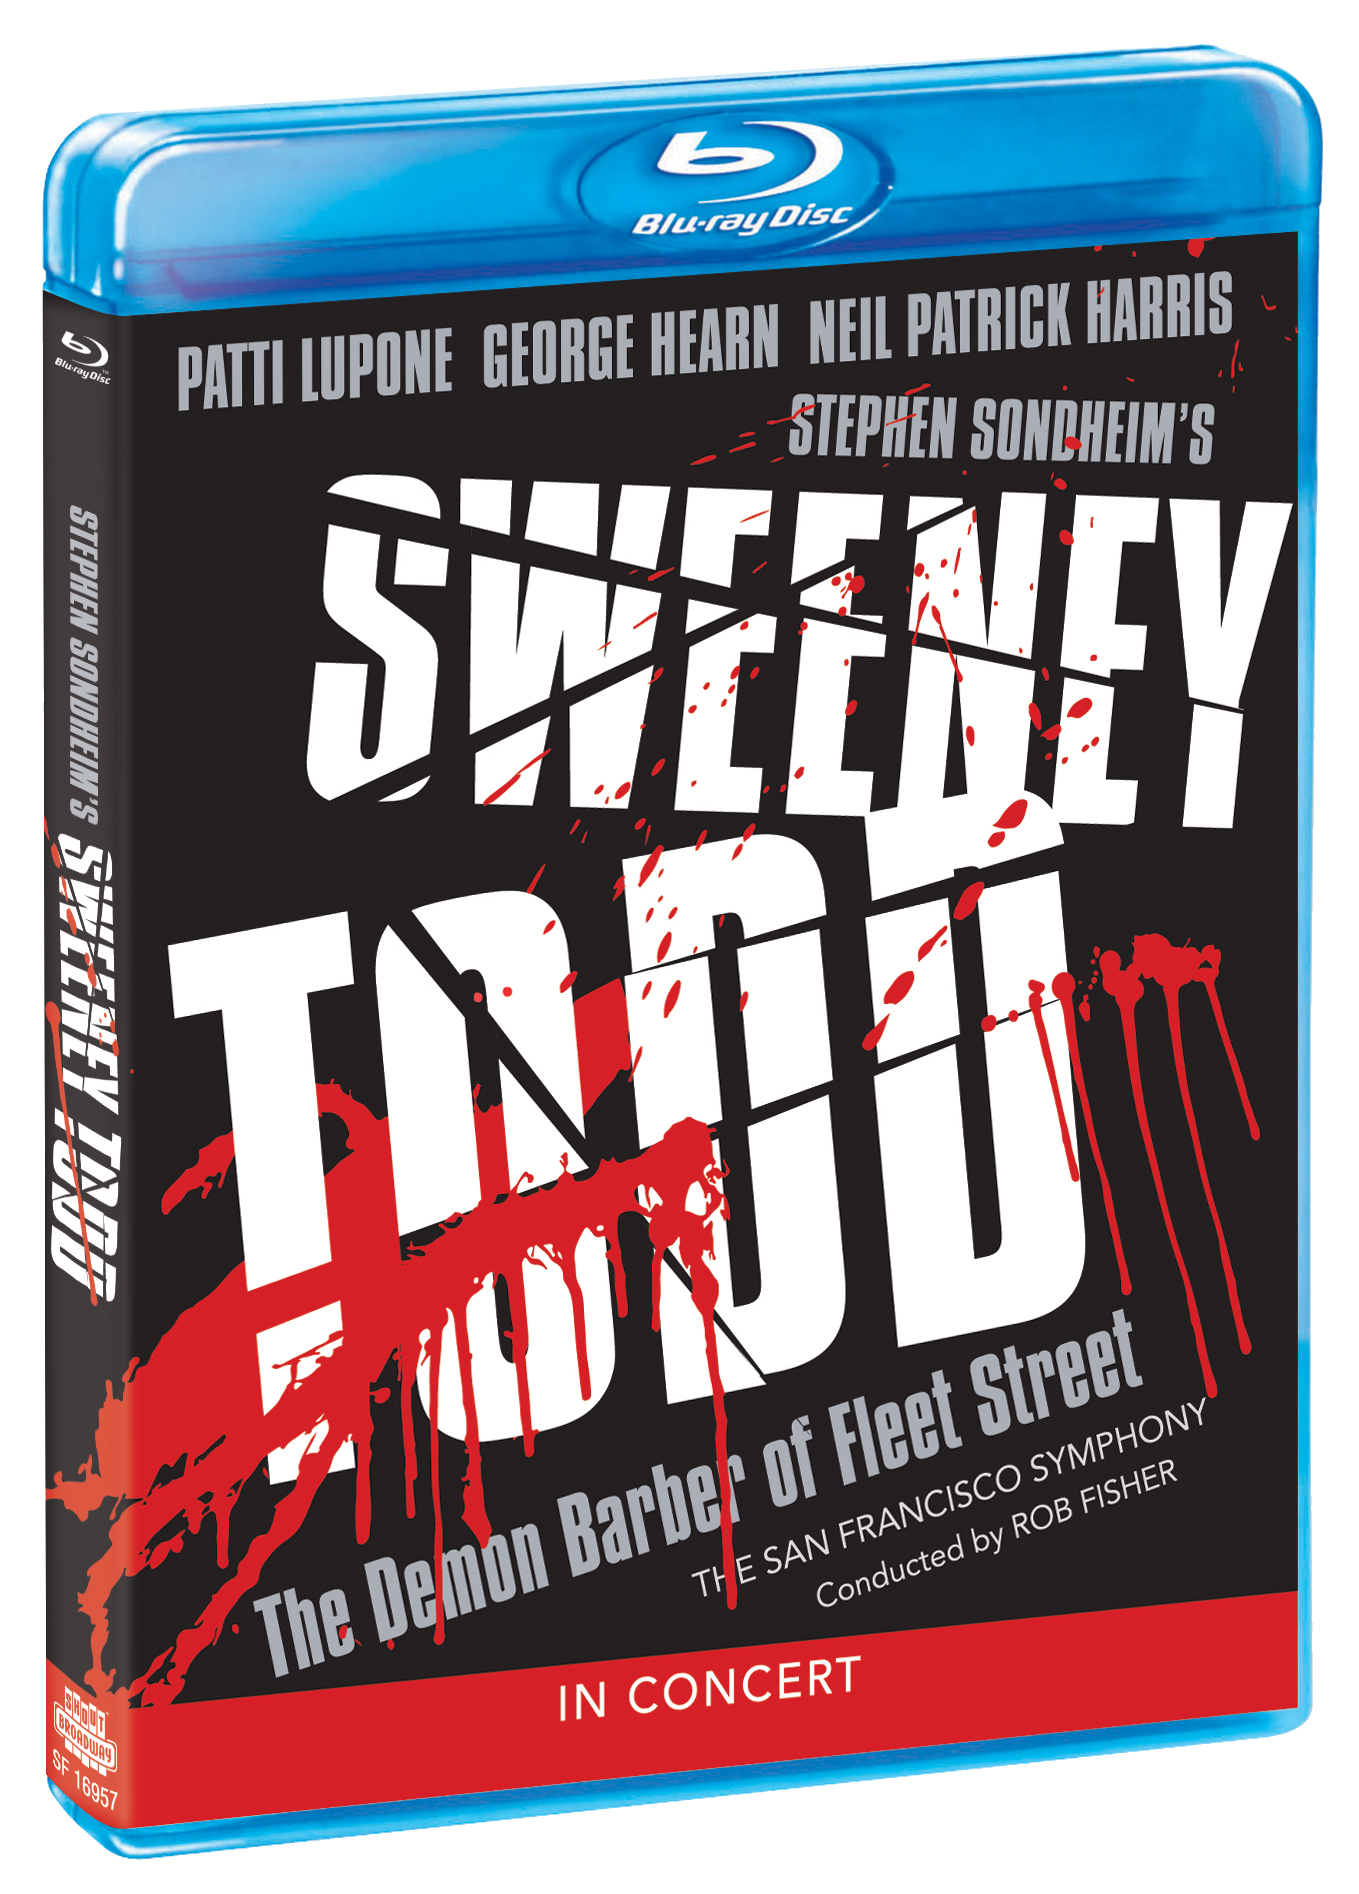 Blu-ray Disc
PATTI LUPONE GEORGE HEARN NEIL PATRICK HARRIS
STEPHEN SONDHEIM'S
SWEENEY
TODD
The Demon Barber of Fleet Street
THE SAN FRANCISCO SYMPHONY
Conducted by ROB FISHER
IN CONCERT
Blu-ray Disc™
STEPHEN SONDHEIM'S
SWEENEY TODD
SHOUT
BROADWAY
SF 16957